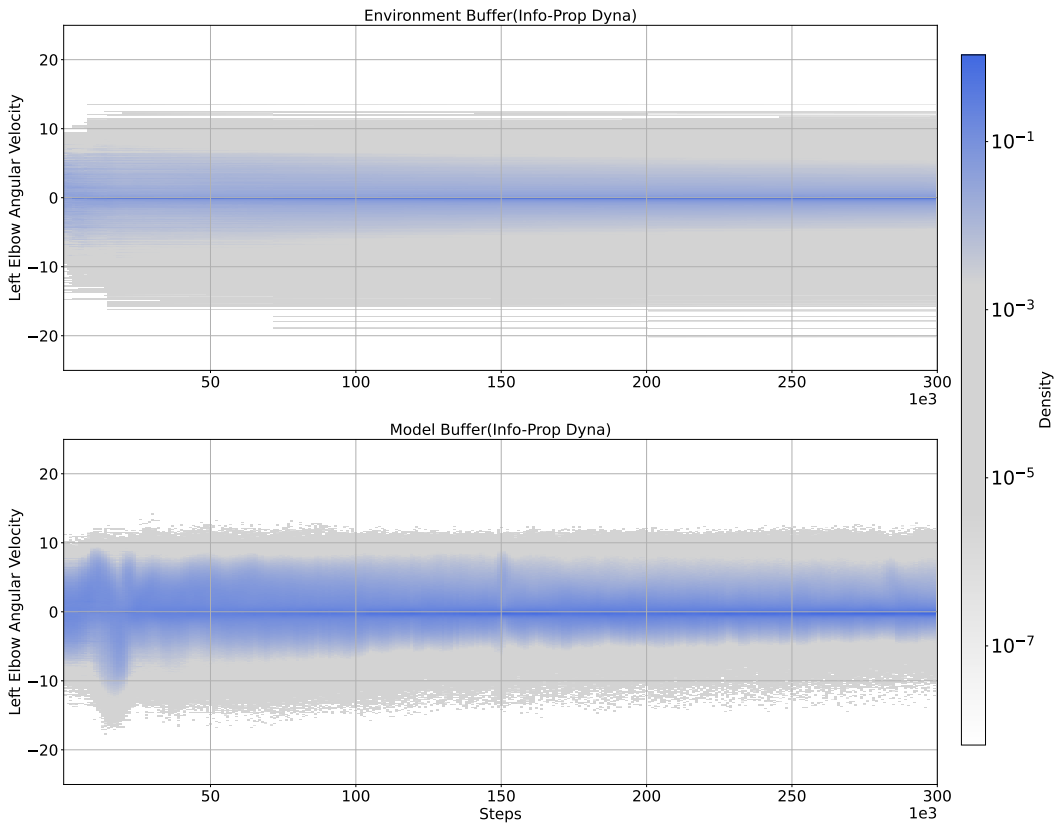 Environment Buffer(Info-Prop Dyna)
Left Elbow Angular Velocity
20
10
0
−10
−20
50 100 150 200 250 300
1e3
Model Buffer(Info-Prop Dyna)
Left Elbow Angular Velocity
20
10
0
−10
−20
50 100 150 200 250 300
1e3
Steps
10⁻¹
10⁻³
10⁻⁵
10⁻⁷
Density